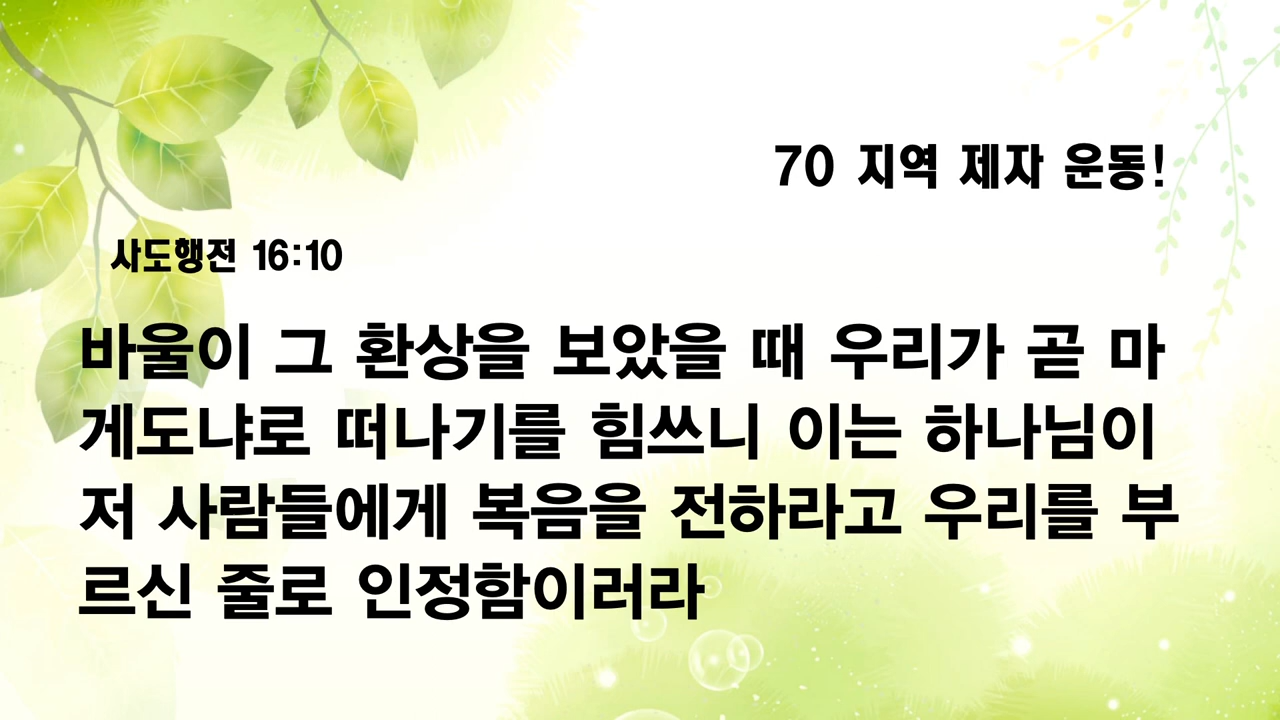 70 지역 제자 운동!
사도행전 16:10
바울이 그 환상을 보았을 때 우리가 곧 마
게도냐로 떠나기를 힘쓰니 이는 하나님이
저 사람들에게 복음을 전하라고 우리를 부
르신 줄로 인정함이러라